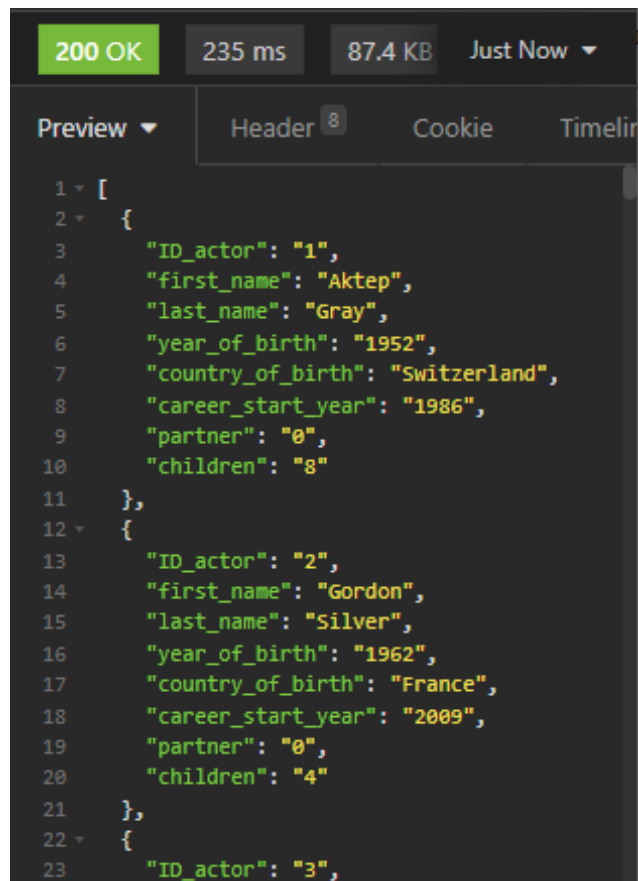 200 OK 235 ms 87.4 KB Just Now
Preview Header 8 Cookie
1 [
2 {
3 "ID_actor": "1",
4 "first_name": "Aktep",
5 "last_name": "Gray",
6 "year_of_birth": "1952",
7 "country_of_birth": "Switzerland",
8 "career_start_year": "1986",
9 "partner": "0",
10 "children": "8"
11 },
12 {
13 "ID_actor": "2",
14 "first_name": "Gordon",
15 "last_name": "Silver",
16 "year_of_birth": "1962",
17 "country_of_birth": "France",
18 "career_start_year": "2009",
19 "partner": "0",
20 "children": "4"
21 },
22 {
23 "ID_actor": "3",